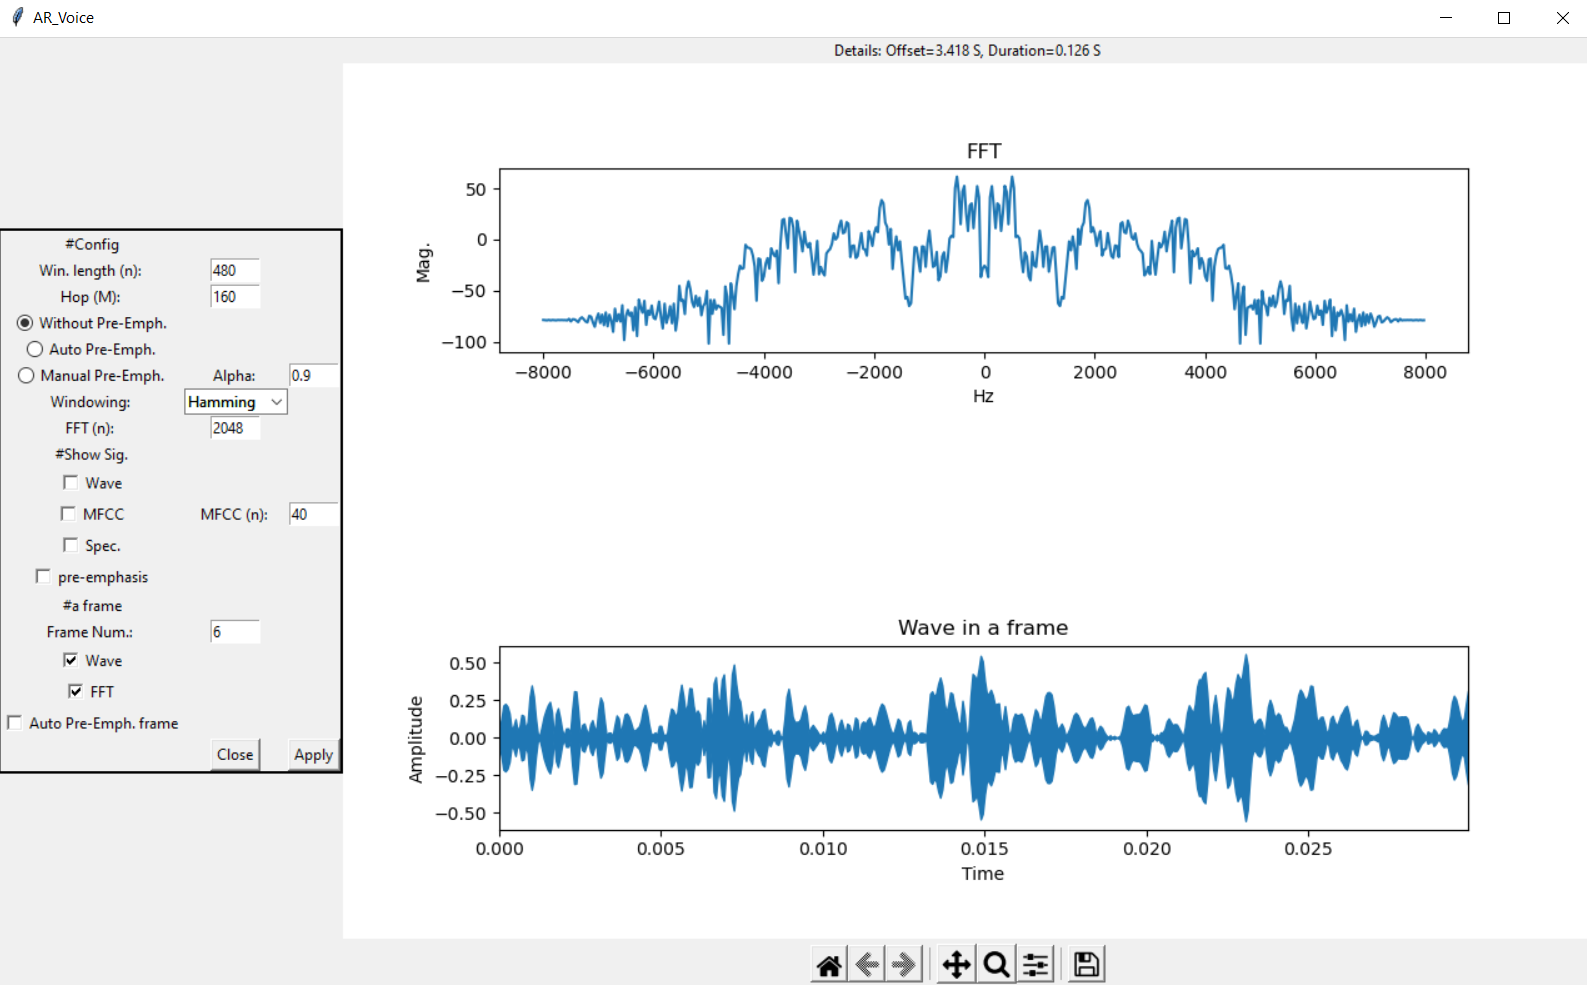 AR_Voice
Details: Offset=3.418 S, Duration=0.126 S
#Config
Win. length (n): 480
Hop (M): 160
Without Pre-Emph.
Auto Pre-Emph.
Manual Pre-Emph. Alpha: 0.9
Windowing: Hamming
FFT (n): 2048
#Show Sig.
Wave
MFCC MFCC (n): 40
Spec.
pre-emphasis
#a frame
Frame Num.: 6
Wave
FFT
Auto Pre-Emph. frame
Close Apply
FFT
Mag.
50
0
−50
−100
−8000 −6000 −4000 −2000 0 2000 4000 6000 8000
Hz
Wave in a frame
Amplitude
0.50
0.25
0.00
−0.25
−0.50
0.000 0.005 0.010 0.015 0.020 0.025
Time